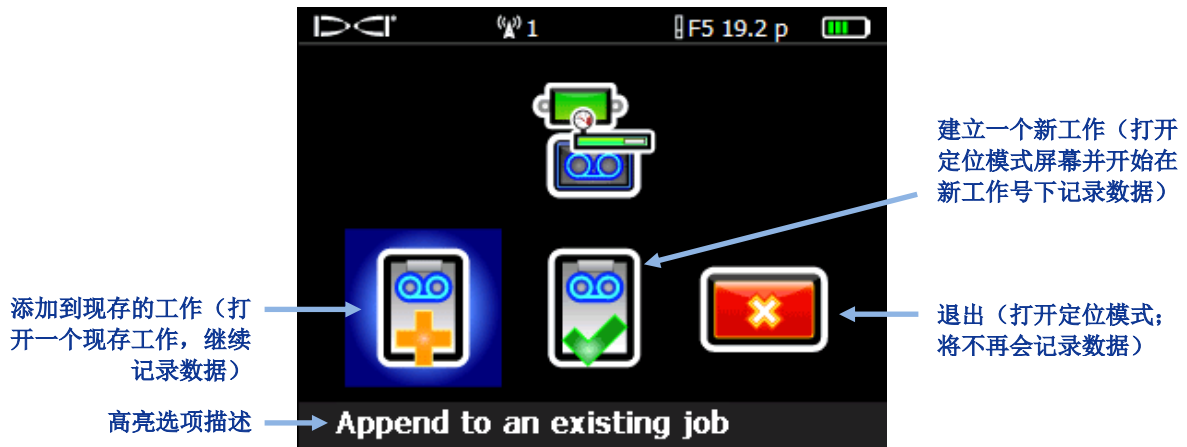 DCI
1
F5 19.2 p
建立一个新工作（打开
定位模式屏幕并开始在
新工作号下记录数据）
添加到现存的工作（打
开一个现存工作，继续
记录数据）
退出（打开定位模式；
将不再会记录数据）
高亮选项描述
Append to an existing job